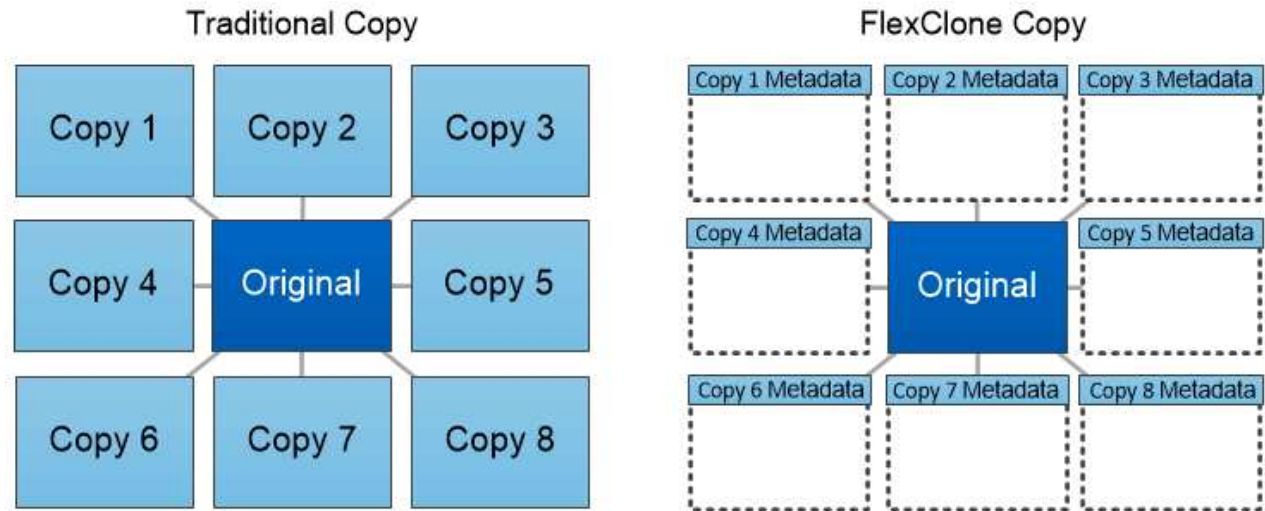 Traditional Copy
Copy 1
Copy 2
Copy 3
Copy 4
Original
Copy 5
Copy 6
Copy 7
Copy 8
FlexClone Copy
Copy 1 Metadata
Copy 2 Metadata
Copy 3 Metadata
Copy 4 Metadata
Original
Copy 5 Metadata
Copy 6 Metadata
Copy 7 Metadata
Copy 8 Metadata